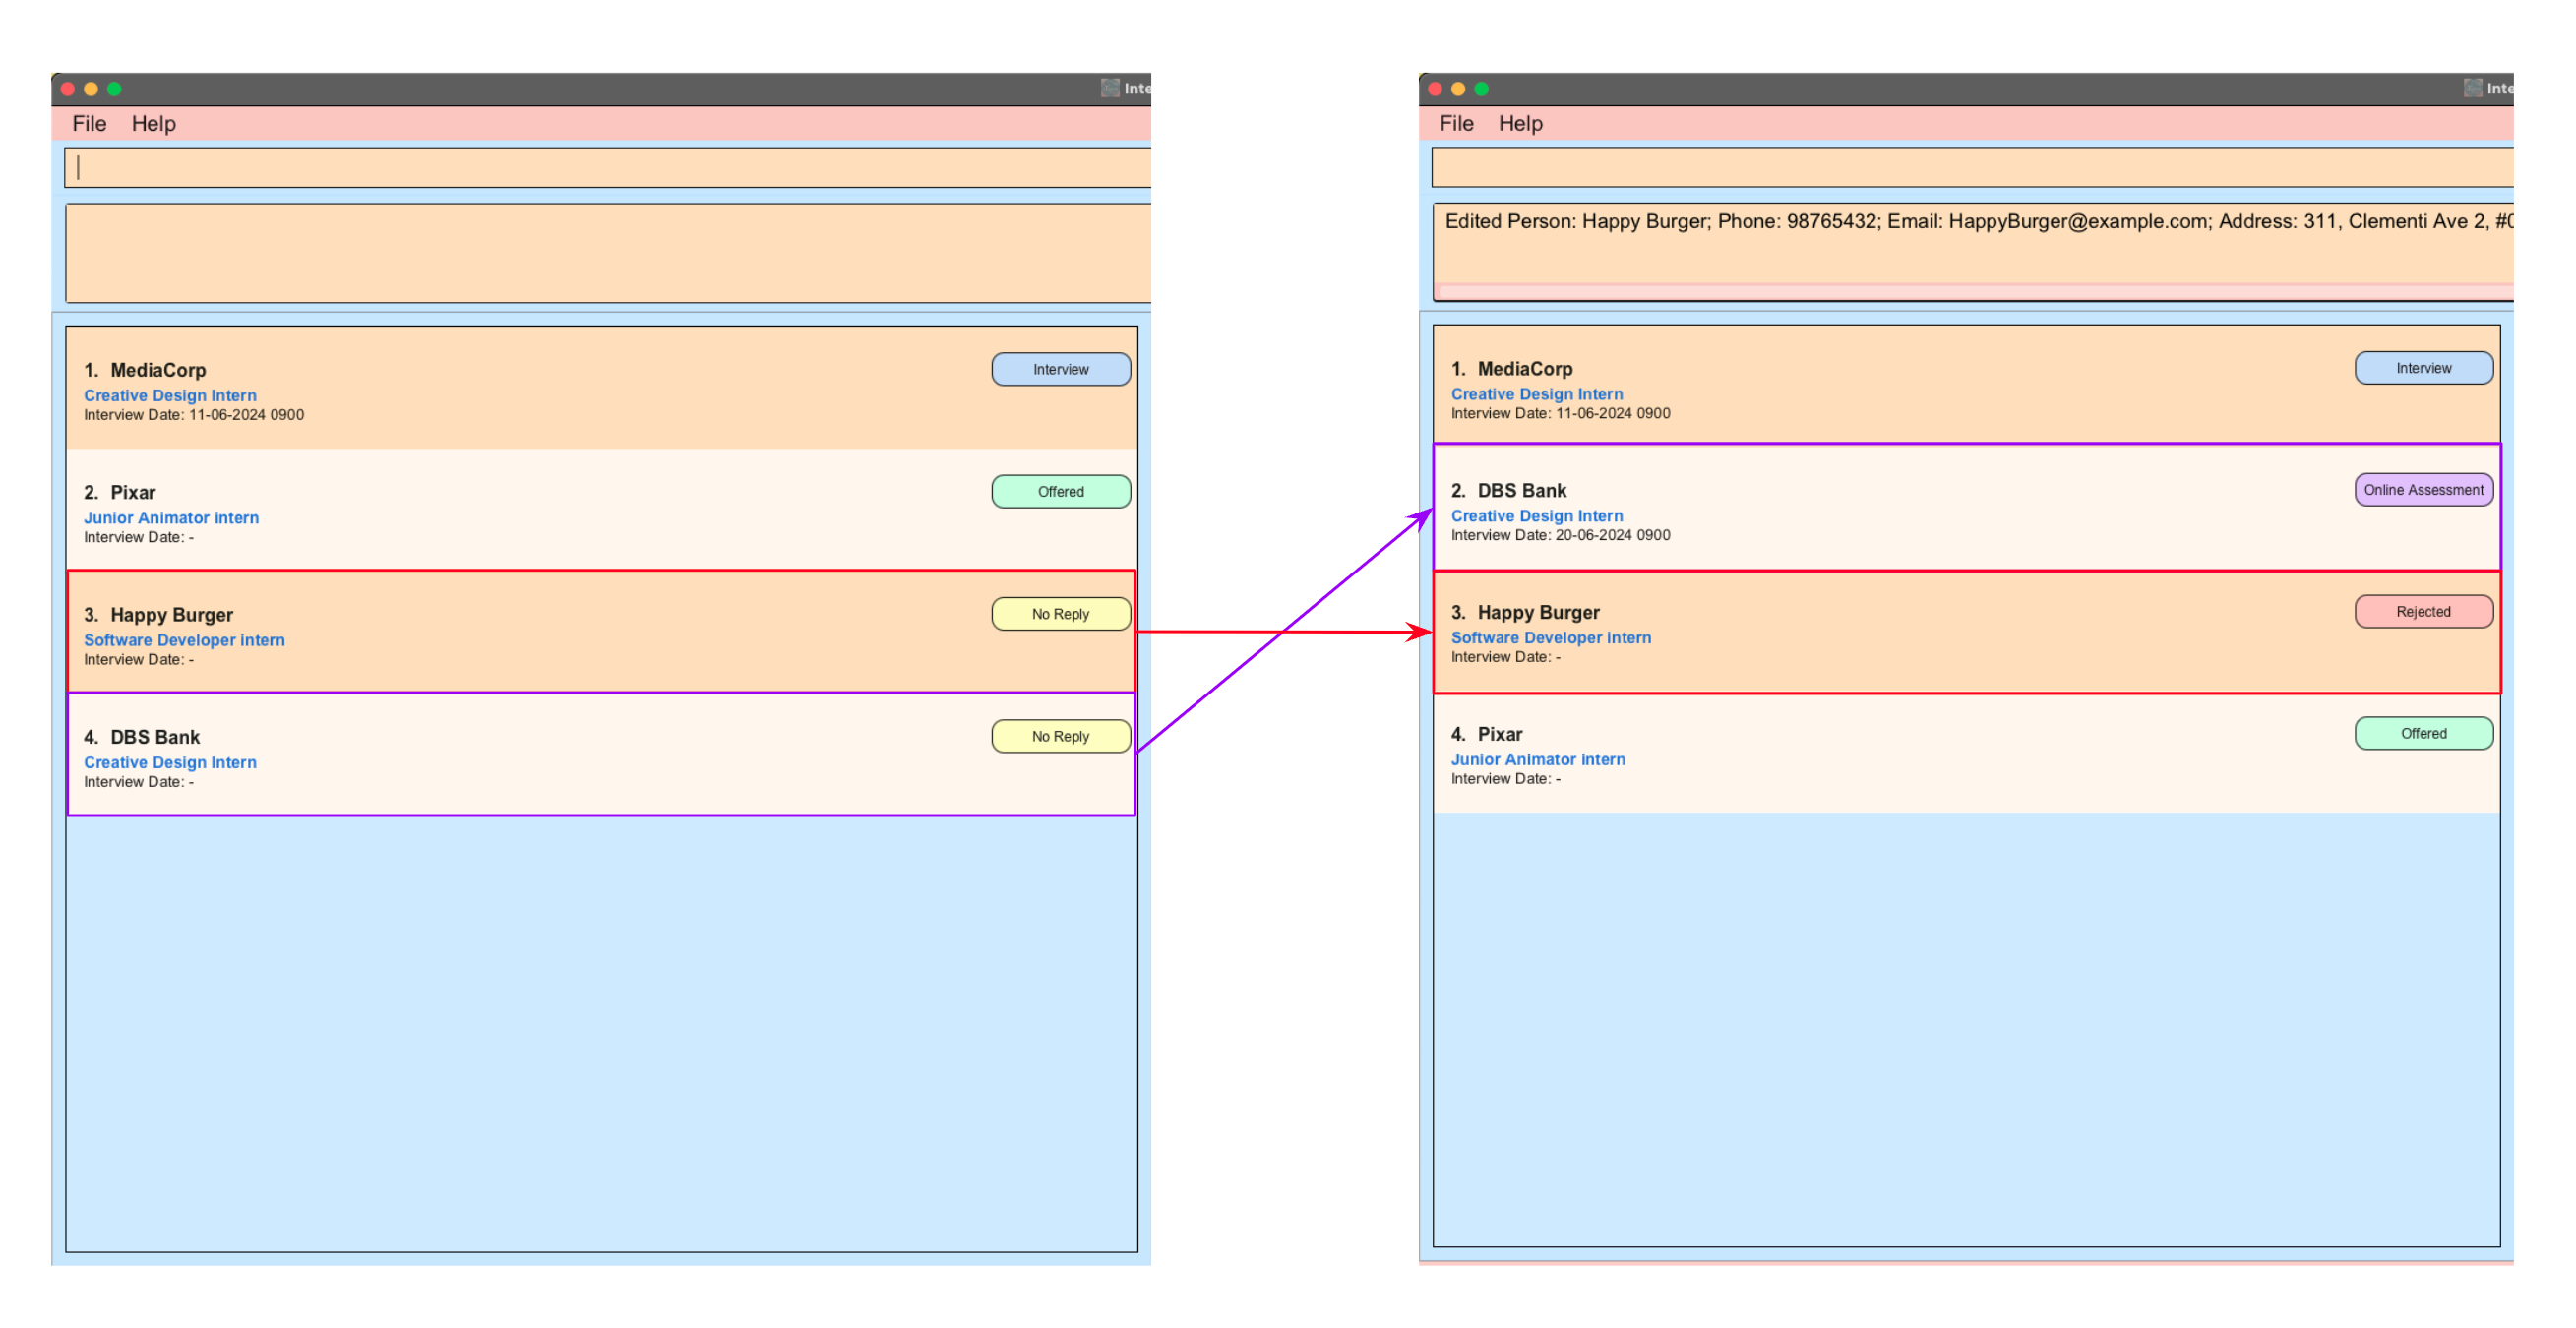 Inte
File Help
1. MediaCorp
Interview
Creative Design Intern
Interview Date: 11-06-2024 0900
2. Pixar
Offered
Junior Animator intern
Interview Date: -
3. Happy Burger
No Reply
Software Developer intern
Interview Date: -
4. DBS Bank
No Reply
Creative Design Intern
Interview Date: -
Inte
File Help
Edited Person: Happy Burger; Phone: 98765432; Email: HappyBurger@example.com; Address: 311, Clementi Ave 2, #0
1. MediaCorp
Interview
Creative Design Intern
Interview Date: 11-06-2024 0900
2. DBS Bank
Online Assessment
Creative Design Intern
Interview Date: 20-06-2024 0900
3. Happy Burger
Rejected
Software Developer intern
Interview Date: -
4. Pixar
Offered
Junior Animator intern
Interview Date: -